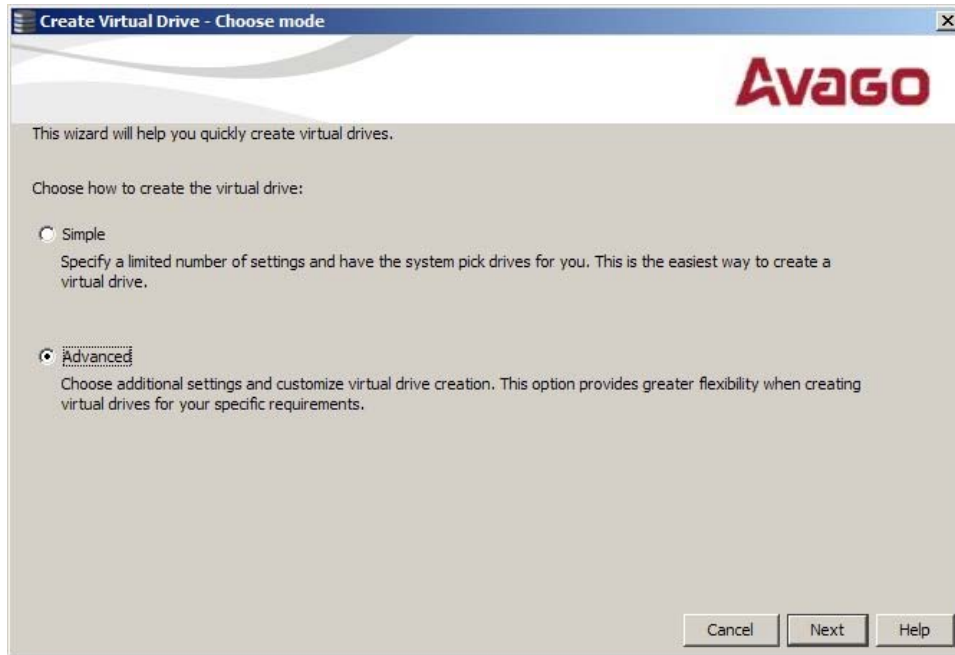 Create Virtual Drive - Choose mode
AVAGO
This wizard will help you quickly create virtual drives.
Choose how to create the virtual drive:
Simple
Specify a limited number of settings and have the system pick drives for you. This is the easiest way to create a
virtual drive.
Advanced
Choose additional settings and customize virtual drive creation. This option provides greater flexibility when creating
virtual drives for your specific requirements.
Cancel Next Help